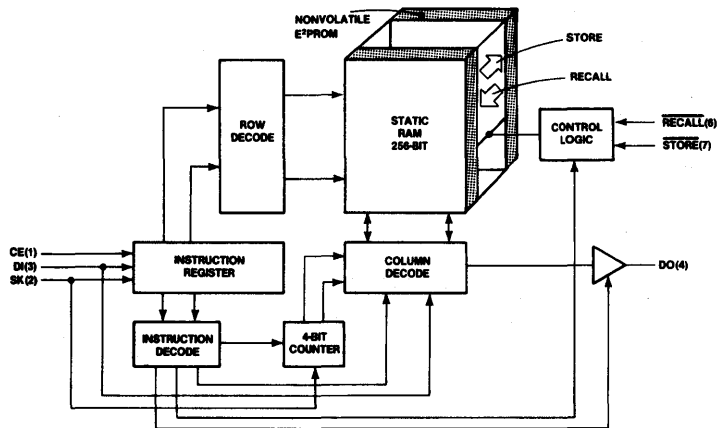 NONVOLATILE
E²PROM
STORE
RECALL
ROW
DECODE
STATIC
RAM
256-BIT
CONTROL
LOGIC
RECALL(6)
STORE(7)
CE(1)
DI(3)
SK(2)
INSTRUCTION
REGISTER
COLUMN
DECODE
DO(4)
INSTRUCTION
DECODE
4-BIT
COUNTER